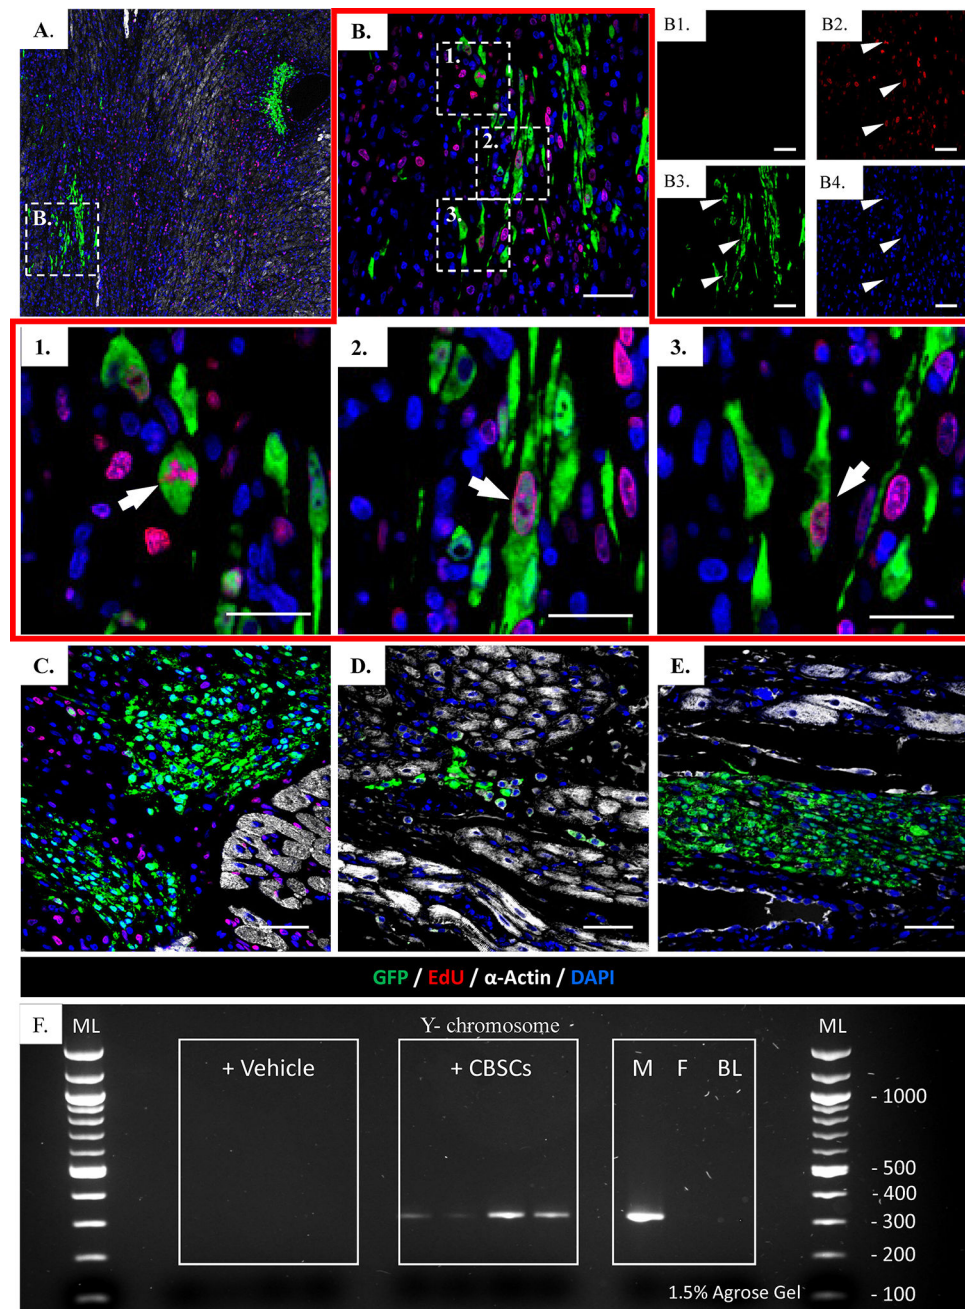 A.
B.
B.
1.
2.
3.
B1.
B2.
B3.
B4.
1.
2.
3.
C.
D.
E.
GFP / EdU / α-Actin / DAPI
F.
ML
Y- chromosome
ML
+ Vehicle
+ CBSCs
M F BL
- 1000
- 500
- 400
- 300
- 200
- 100
1.5% Agrose Gel